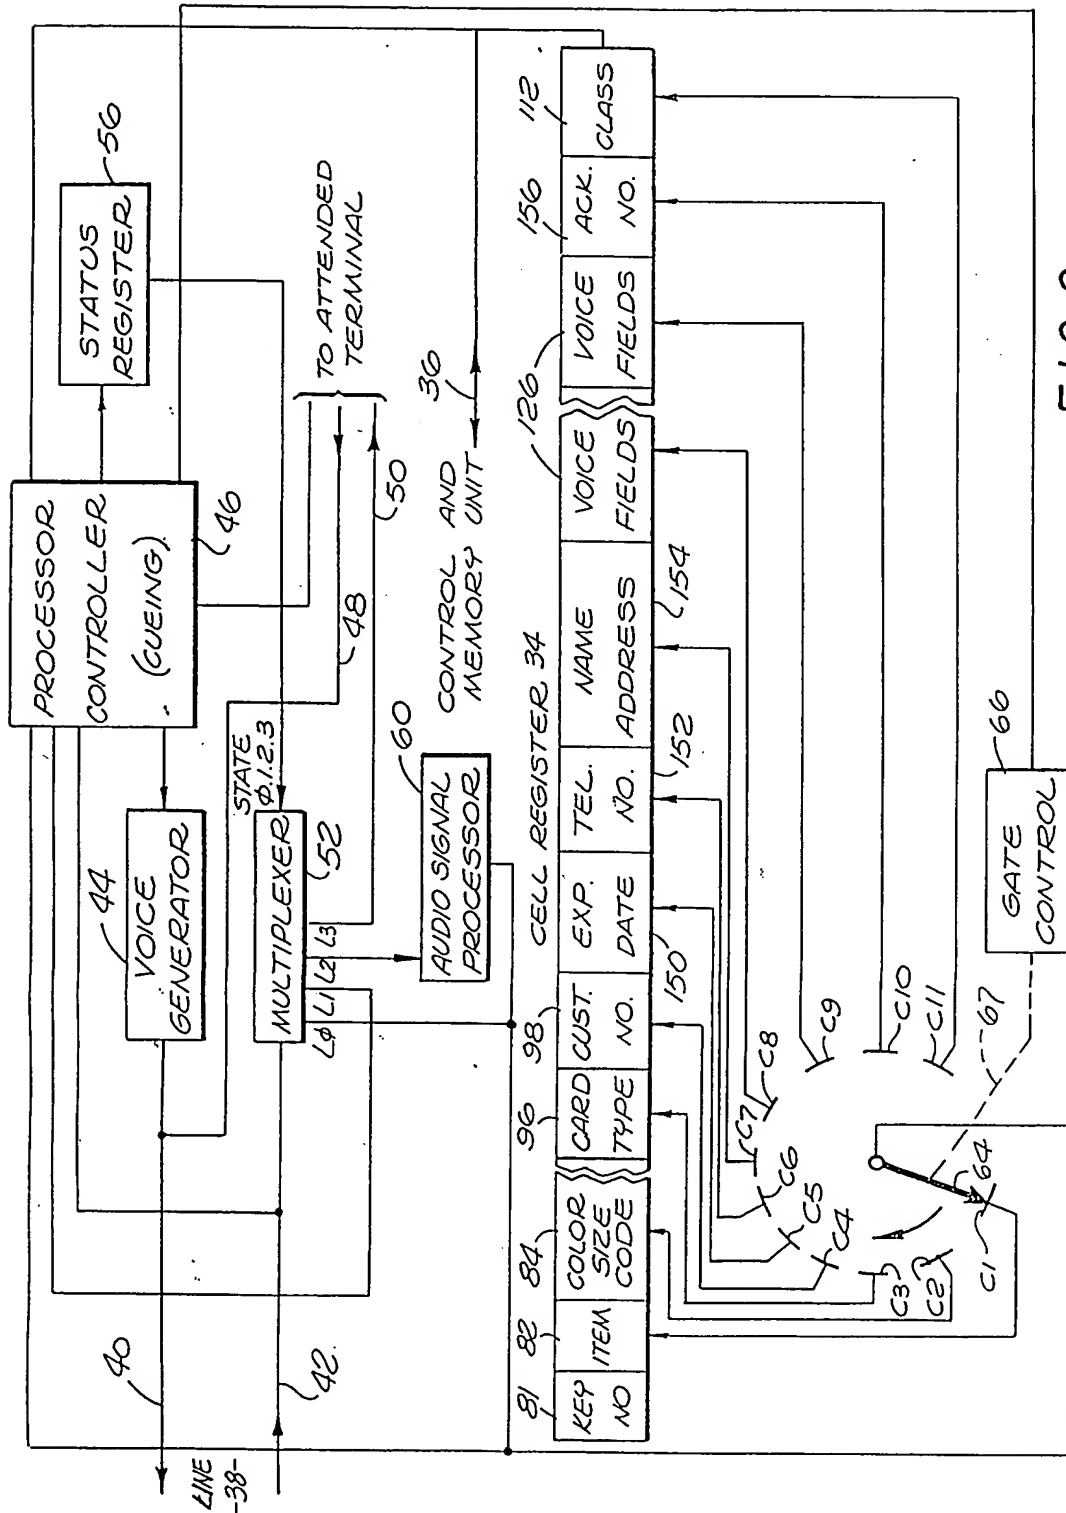 PROCESSOR
CONTROLLER
(CUEING)
46
STATUS
REGISTER
56
44
VOICE
GENERATOR
STATE
Φ.1.2.3
MULTIPLEXER
52
LΦ L1 L2 L3
AUDIO SIGNAL
PROCESSOR
60
TO ATTENDED
TERMINAL
48
50
40
42
LINE
-38-
CONTROL AND
MEMORY UNIT
36
CELL REGISTER 34
81
KEY
NO
82
ITEM
84
COLOR
SIZE
CODE
96
CARD
TYPE
98
CUST.
NO.
EXP.
DATE
150
TEL.
NO.
152
NAME
ADDRESS
154
VOICE
FIELDS
126
VOICE
FIELDS
156
ACK.
NO.
112
CLASS
C1
C2
C3
C4
C5
C6
C7
C8
C9
C10
C11
64
67
GATE
CONTROL
66